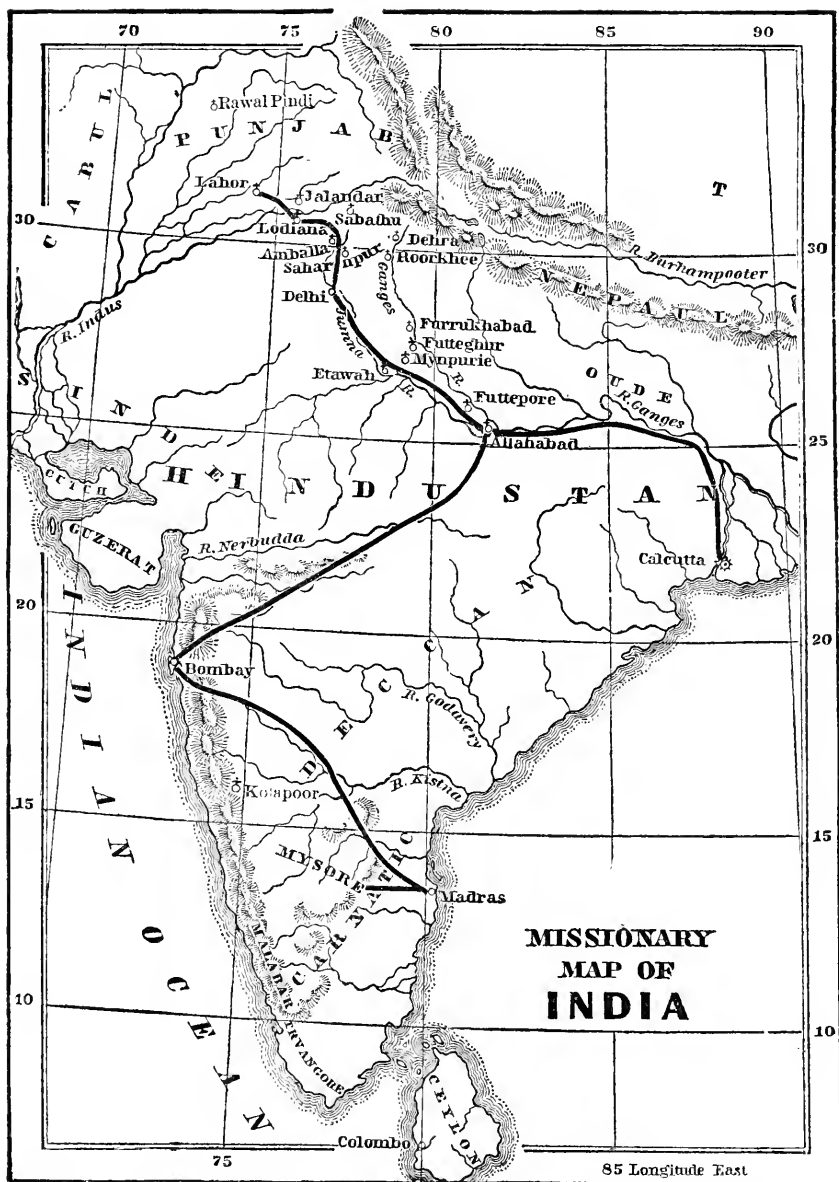 70 75 80 85 90
CABUL
Rawal Pindi
PUNJAB
T
Lahor
Jalandar
Lodiana
Sabathu
30
Amballa
Dehra
Saharunpur
Roorkhee
R. Burhampooter
30
Delhi
Ganges
NEPAUL
R. Indus
Jumna
R.
Furrukhabad
Futteghur
Mynpurie
Etawah
R.
OUDE
Futtepore
R. Ganges
SINDE
25
Allahabad
25
CUTCH
HINDUSTAN
GUZERAT
R. Nerbudda
Calcutta
20
20
INDIAN OCEAN
Bombay
DECCAN
R. Godavery
Kolapoor
R. Kistna
15
15
MYSORE
Madras
CARNATIC
MISSIONARY
MAP OF
INDIA
MALABAR
10
10
TRVANGORE
CEYLON
Colombo
75
85 Longitude East